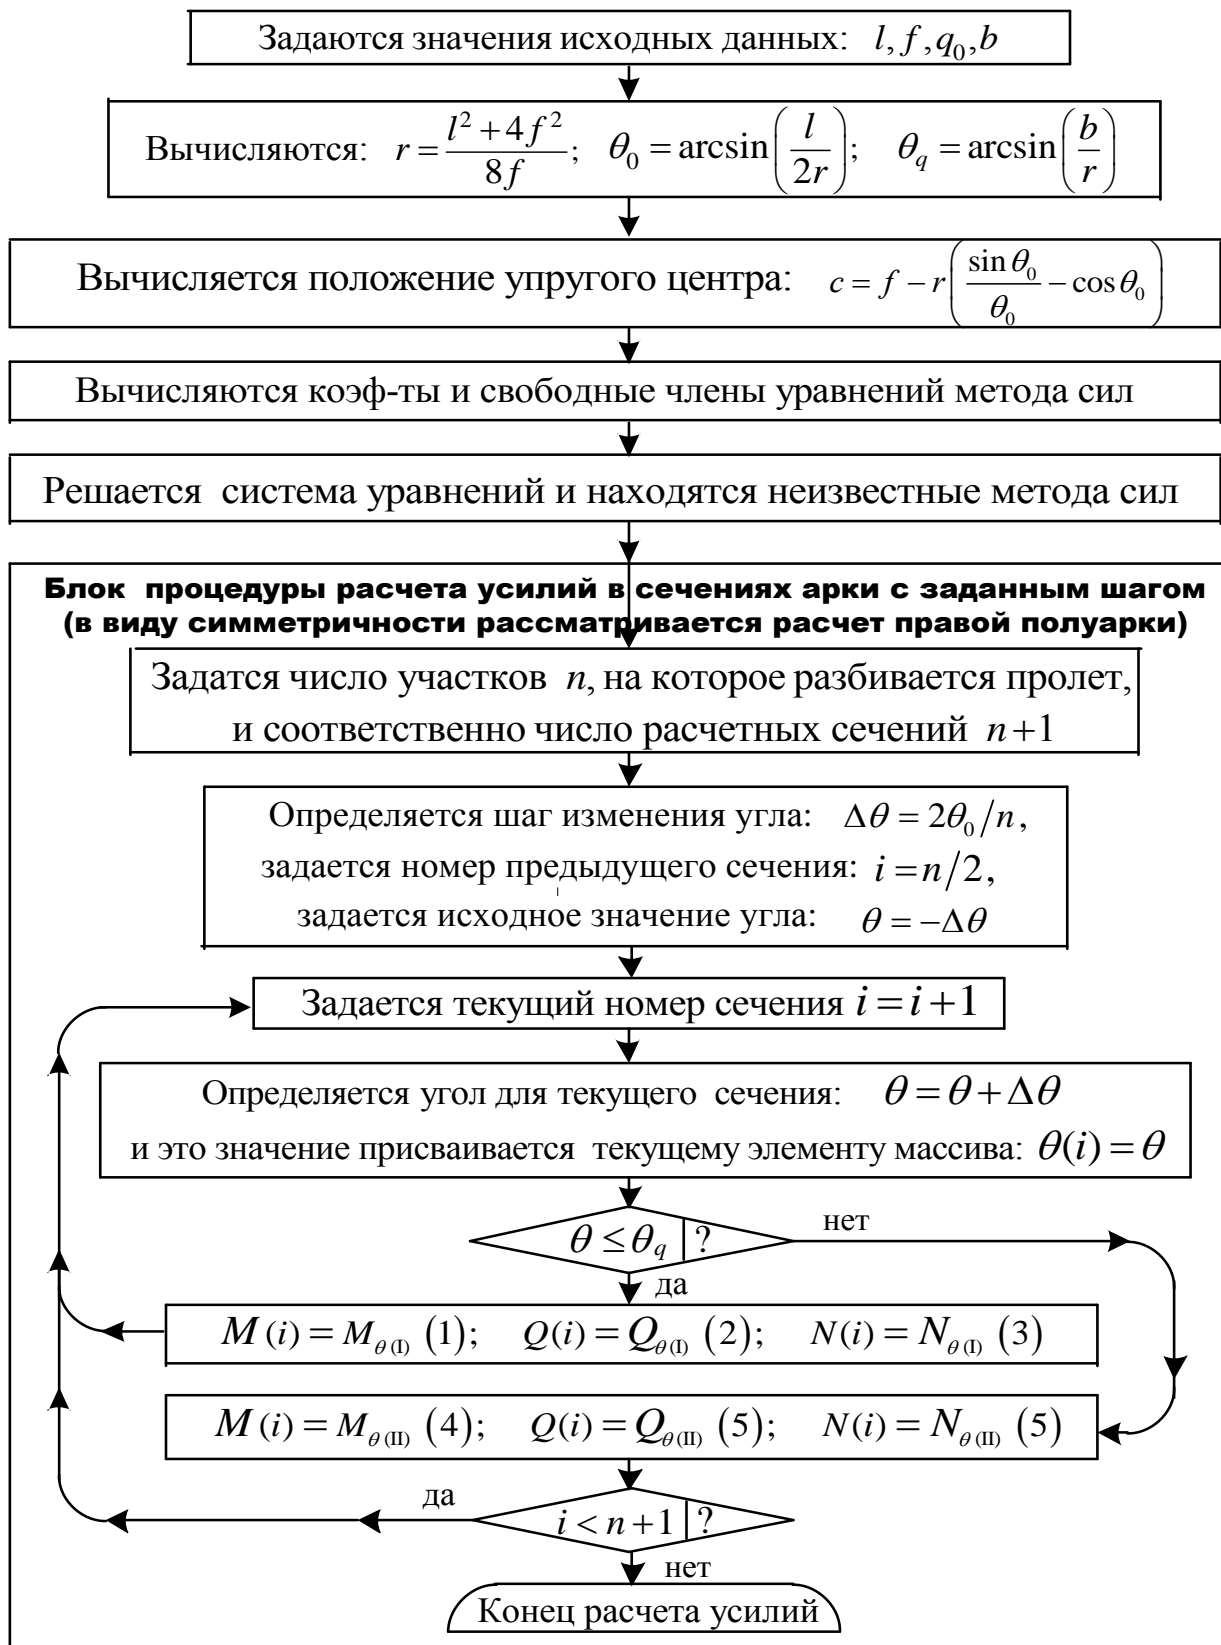 Задаются значения исходных данных: l, f, q₀, b
Вычисляются: r = (l² + 4f²)/(8f); θ₀ = arcsin(l/(2r)); θ_q = arcsin(b/r)
Вычисляется положение упругого центра: c = f − r(sin θ₀/θ₀ − cos θ₀)
Вычисляются коэф-ты и свободные члены уравнений метода сил
Решается система уравнений и находятся неизвестные метода сил
Блок процедуры расчета усилий в сечениях арки с заданным шагом
(в виду симметричности рассматривается расчет правой полуарки)
Задатся число участков n, на которое разбивается пролет,
и соответственно число расчетных сечений n+1
Определяется шаг изменения угла: Δθ = 2θ₀/n,
задается номер предыдущего сечения: i = n/2,
задается исходное значение угла: θ = −Δθ
Задается текущий номер сечения i = i + 1
Определяется угол для текущего сечения: θ = θ + Δθ
и это значение присваивается текущему элементу массива: θ(i) = θ
нет
θ ≤ θ_q |?
да
M(i) = M_θ(I) (1); Q(i) = Q_θ(I) (2); N(i) = N_θ(I) (3)
M(i) = M_θ(II) (4); Q(i) = Q_θ(II) (5); N(i) = N_θ(II) (5)
да
i < n + 1 |?
нет
Конец расчета усилий